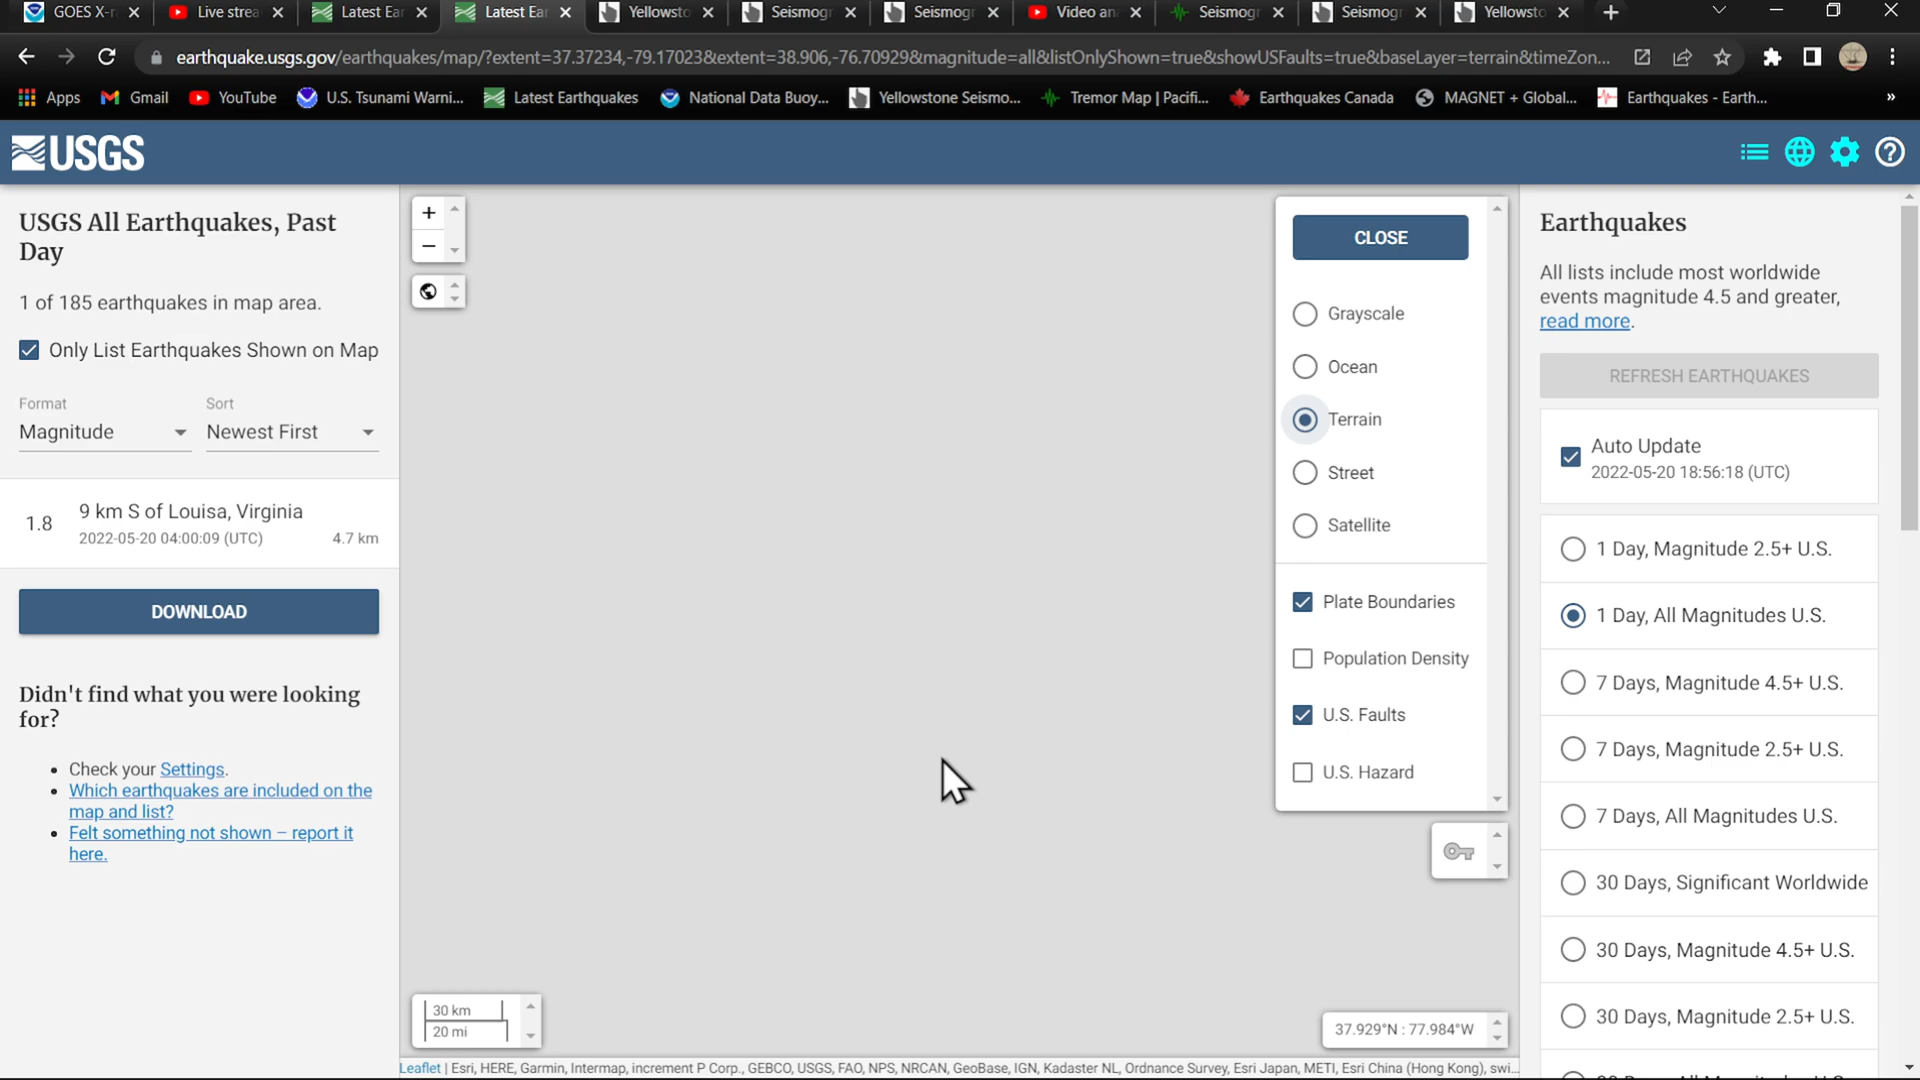 GOES X-ra
Live strea
Latest Ear
Latest Ear
Yellowsto
Seismogr
Seismogr
Video an
Seismogr
Seismogr
Yellowsto
earthquake.usgs.gov/earthquakes/map/?extent=37.37234,-79.17023&extent=38.906,-76.70929&magnitude=all&listOnlyShown=true&showUSFaults=true&baseLayer=terrain&timeZon...
Apps
Gmail
YouTube
U.S. Tsunami Warni...
Latest Earthquakes
National Data Buoy...
Yellowstone Seismo...
Tremor Map | Pacifi...
Earthquakes Canada
MAGNET + Global...
Earthquakes - Earth...
»
USGS
USGS All Earthquakes, Past
Day
1 of 185 earthquakes in map area.
Only List Earthquakes Shown on Map
Format
Sort
Magnitude
Newest First
1.8
9 km S of Louisa, Virginia
2022-05-20 04:00:09 (UTC)
4.7 km
DOWNLOAD
Didn't find what you were looking
for?
Check your Settings.
Which earthquakes are included on the
map and list?
Felt something not shown – report it
here.
+
−
CLOSE
Grayscale
Ocean
Terrain
Street
Satellite
Plate Boundaries
Population Density
U.S. Faults
U.S. Hazard
30 km
20 mi
37.929°N : 77.984°W
Leaflet | Esri, HERE, Garmin, Intermap, increment P Corp., GEBCO, USGS, FAO, NPS, NRCAN, GeoBase, IGN, Kadaster NL, Ordnance Survey, Esri Japan, METI, Esri China (Hong Kong), swi...
Earthquakes
All lists include most worldwide
events magnitude 4.5 and greater,
read more.
REFRESH EARTHQUAKES
Auto Update
2022-05-20 18:56:18 (UTC)
1 Day, Magnitude 2.5+ U.S.
1 Day, All Magnitudes U.S.
7 Days, Magnitude 4.5+ U.S.
7 Days, Magnitude 2.5+ U.S.
7 Days, All Magnitudes U.S.
30 Days, Significant Worldwide
30 Days, Magnitude 4.5+ U.S.
30 Days, Magnitude 2.5+ U.S.